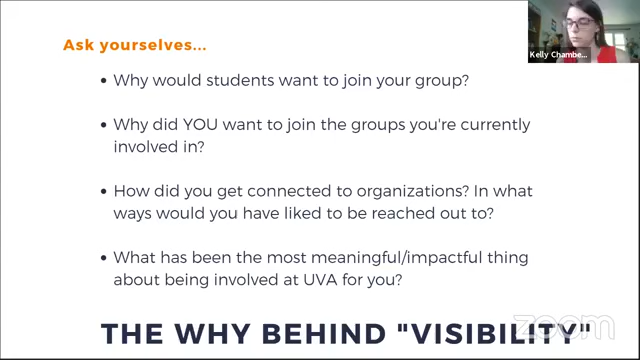 Ask yourselves...
Kelly Chambe...
• Why would students want to join your group?
• Why did YOU want to join the groups you're currently
involved in?
• How did you get connected to organizations? In what
ways would you have liked to be reached out to?
• What has been the most meaningful/impactful thing
about being involved at UVA for you?
THE WHY BEHIND "VISIBILITY"
zoom